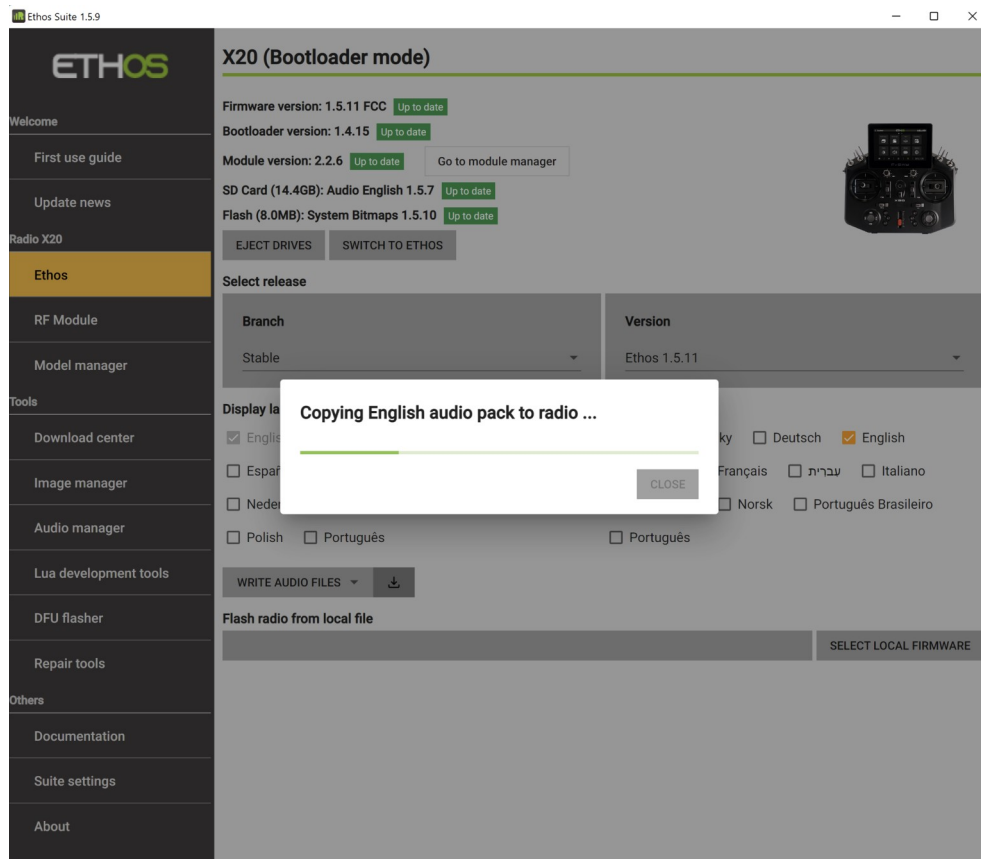 Ethos Suite 1.5.9
ETHOS
Welcome
First use guide
Update news
Radio X20
Ethos
RF Module
Model manager
Tools
Download center
Image manager
Audio manager
Lua development tools
DFU flasher
Repair tools
Others
Documentation
Suite settings
About
X20 (Bootloader mode)
Firmware version: 1.5.11 FCC Up to date
Bootloader version: 1.4.15 Up to date
Module version: 2.2.6 Up to date Go to module manager
SD Card (14.4GB): Audio English 1.5.7 Up to date
Flash (8.0MB): System Bitmaps 1.5.10 Up to date
EJECT DRIVES SWITCH TO ETHOS
Select release
Branch Version
Stable Ethos 1.5.11
Display la
Copying English audio pack to radio ...
CLOSE
Englis ky Deutsch English
Españ Français עברית Italiano
Neder Norsk Português Brasileiro
Polish Português Português
WRITE AUDIO FILES
Flash radio from local file
SELECT LOCAL FIRMWARE